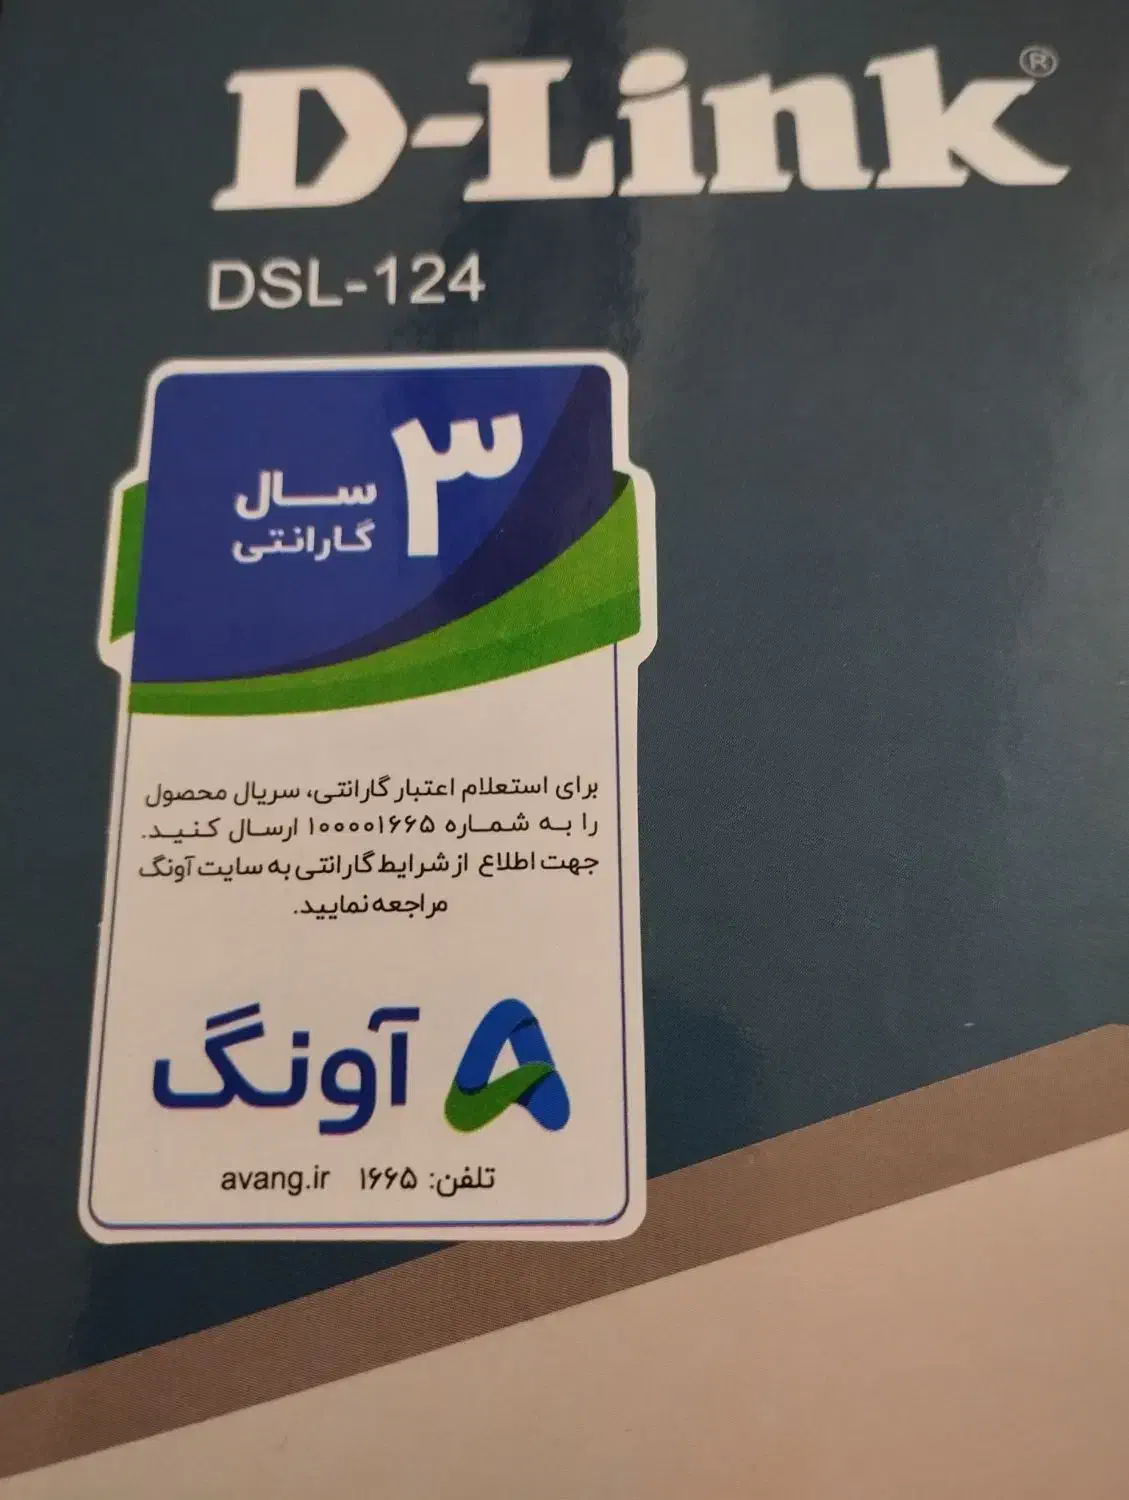 D-Link®
DSL-124
۳ سال
گارانتی
برای استعلام اعتبار گارانتی، سریال محصول
را به شماره ۱۰۰۰۰۱۶۶۵ ارسال کنید.
جهت اطلاع از شرایط گارانتی به سایت آونگ
مراجعه نمایید.
آونگ
تلفن: ۱۶۶۵ avang.ir